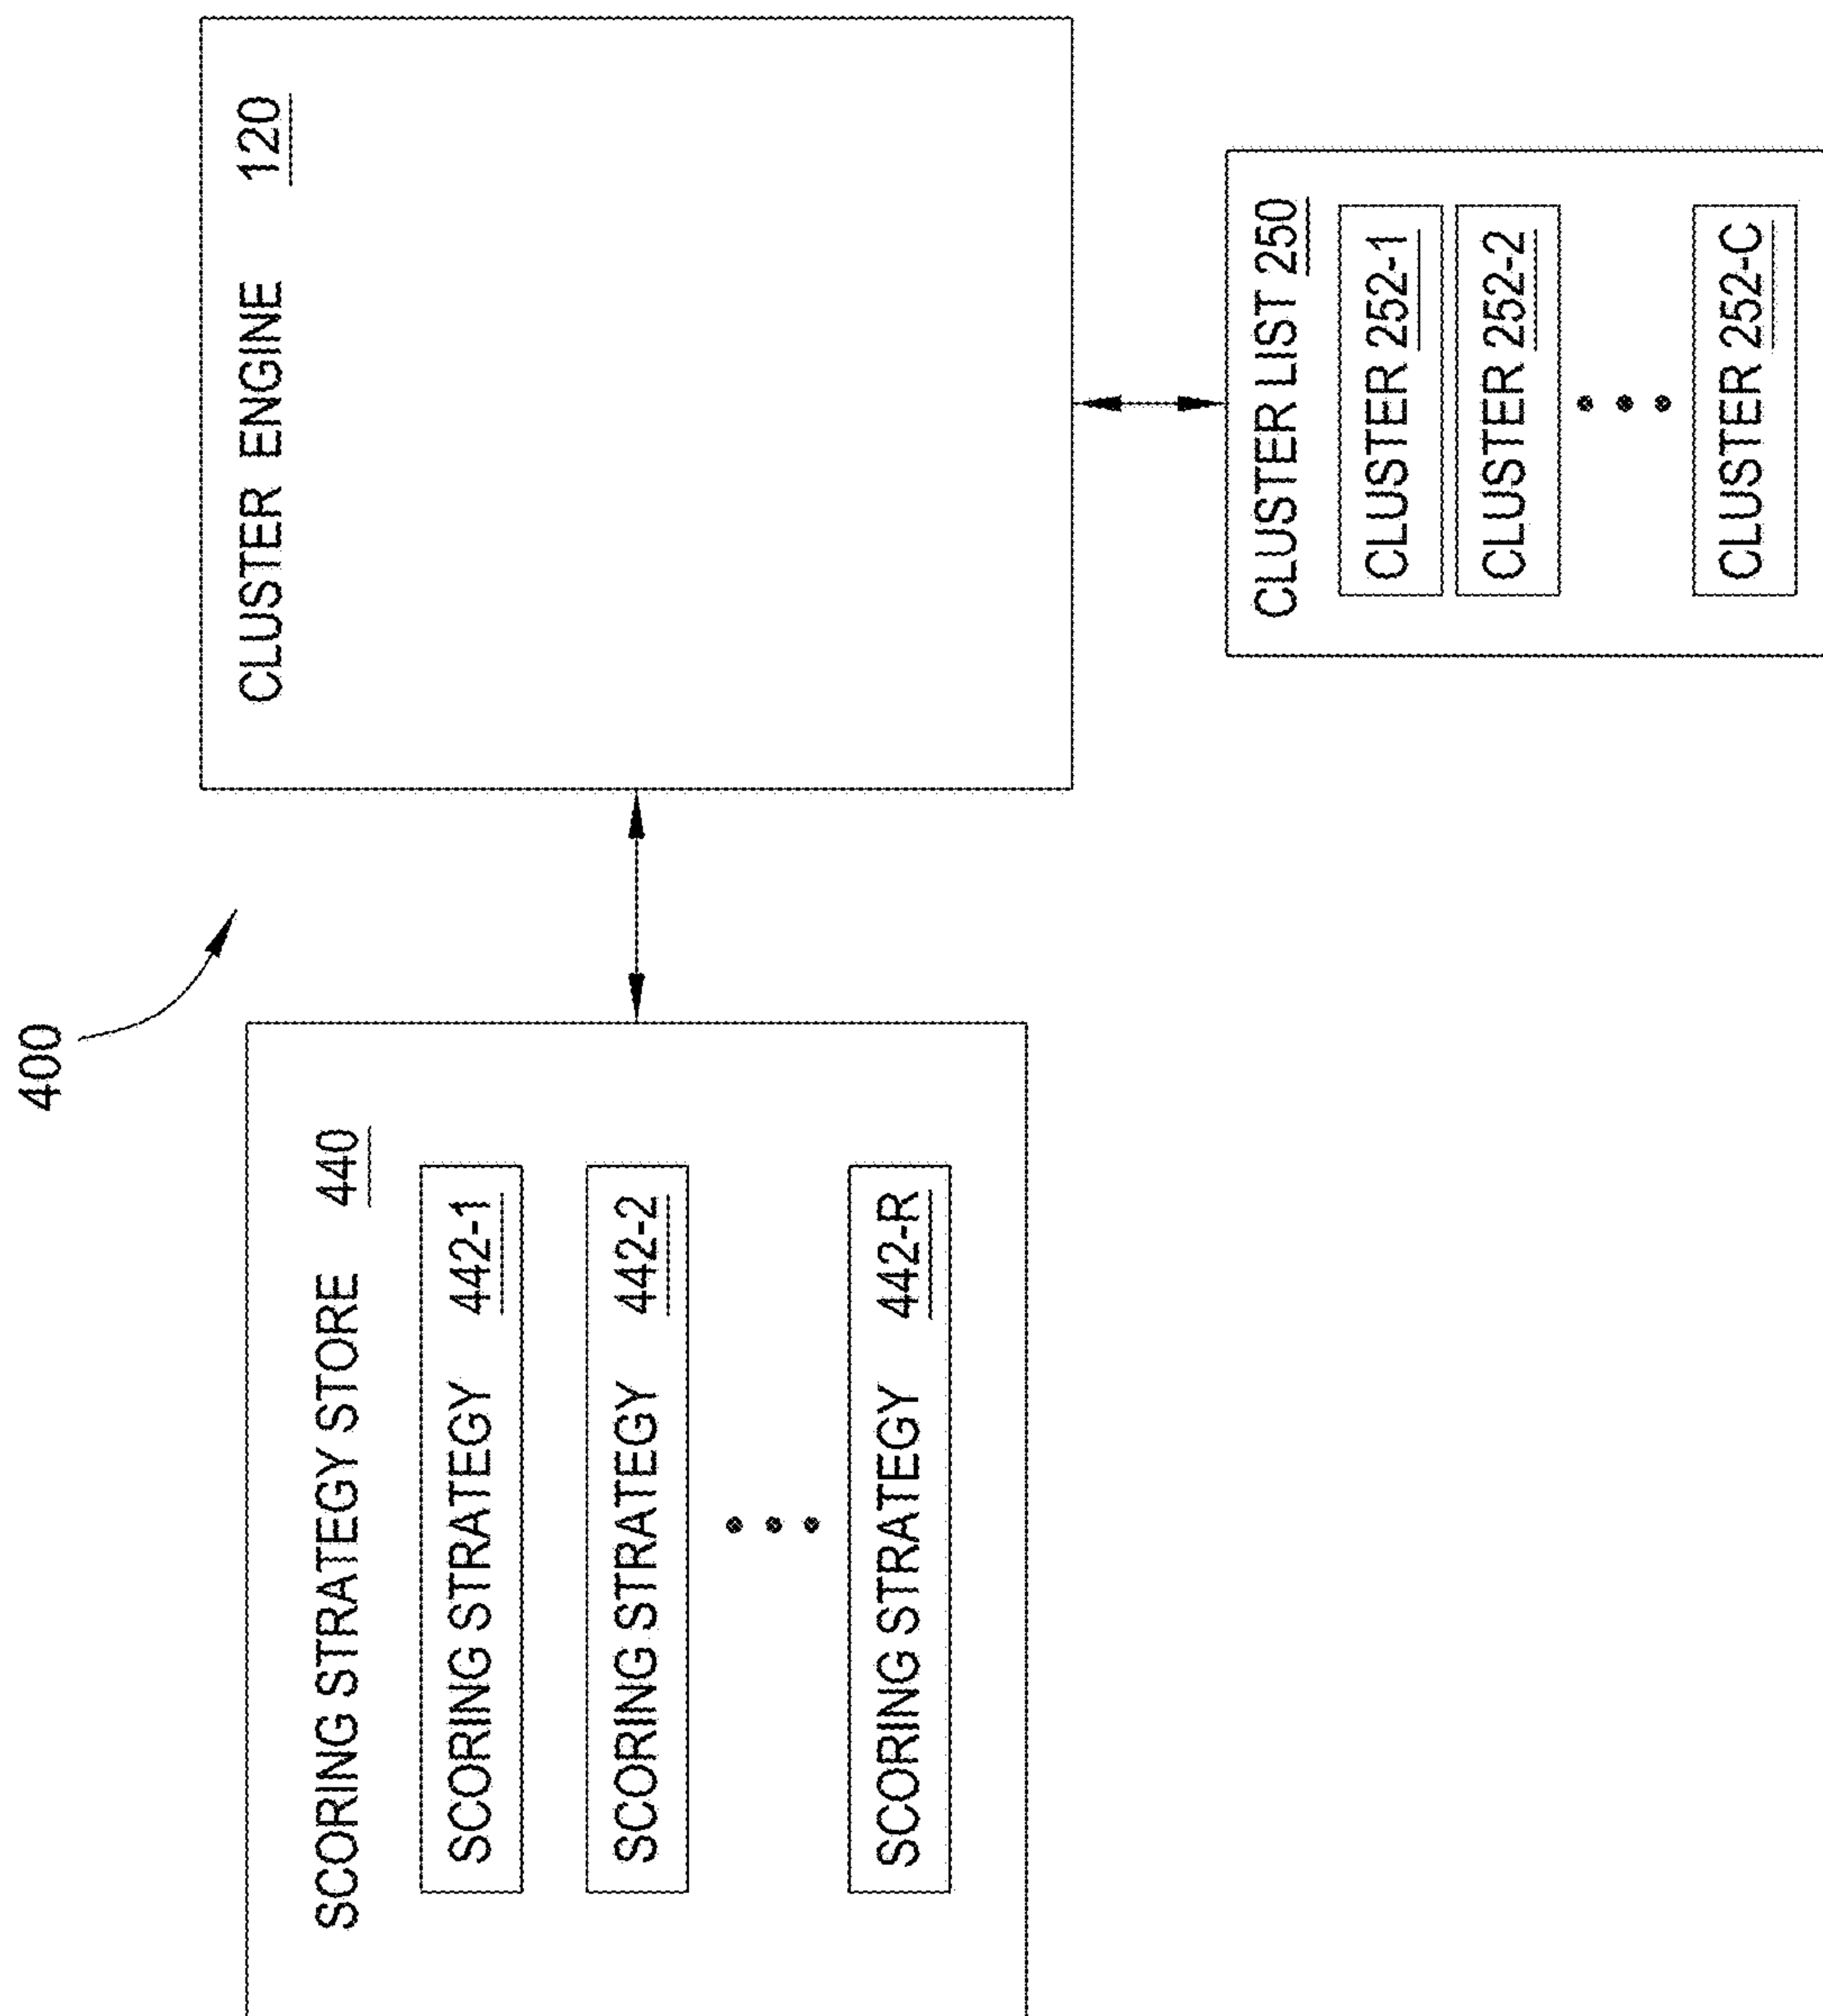 400
SCORING STRATEGY STORE 440
SCORING STRATEGY 442-1
SCORING STRATEGY 442-2
SCORING STRATEGY 442-R
CLUSTER ENGINE 120
CLUSTER LIST 250
CLUSTER 252-1
CLUSTER 252-2
CLUSTER 252-C